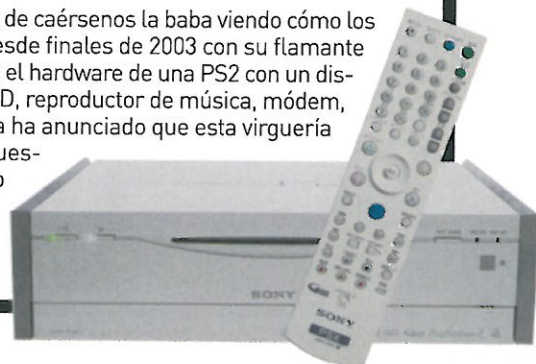 de caérsenos la baba viendo cómo los
esde finales de 2003 con su flamante
el hardware de una PS2 con un dis-
D, reproductor de música, módem,
a ha anunciado que esta virguería
ues-
o
SONY
SONY